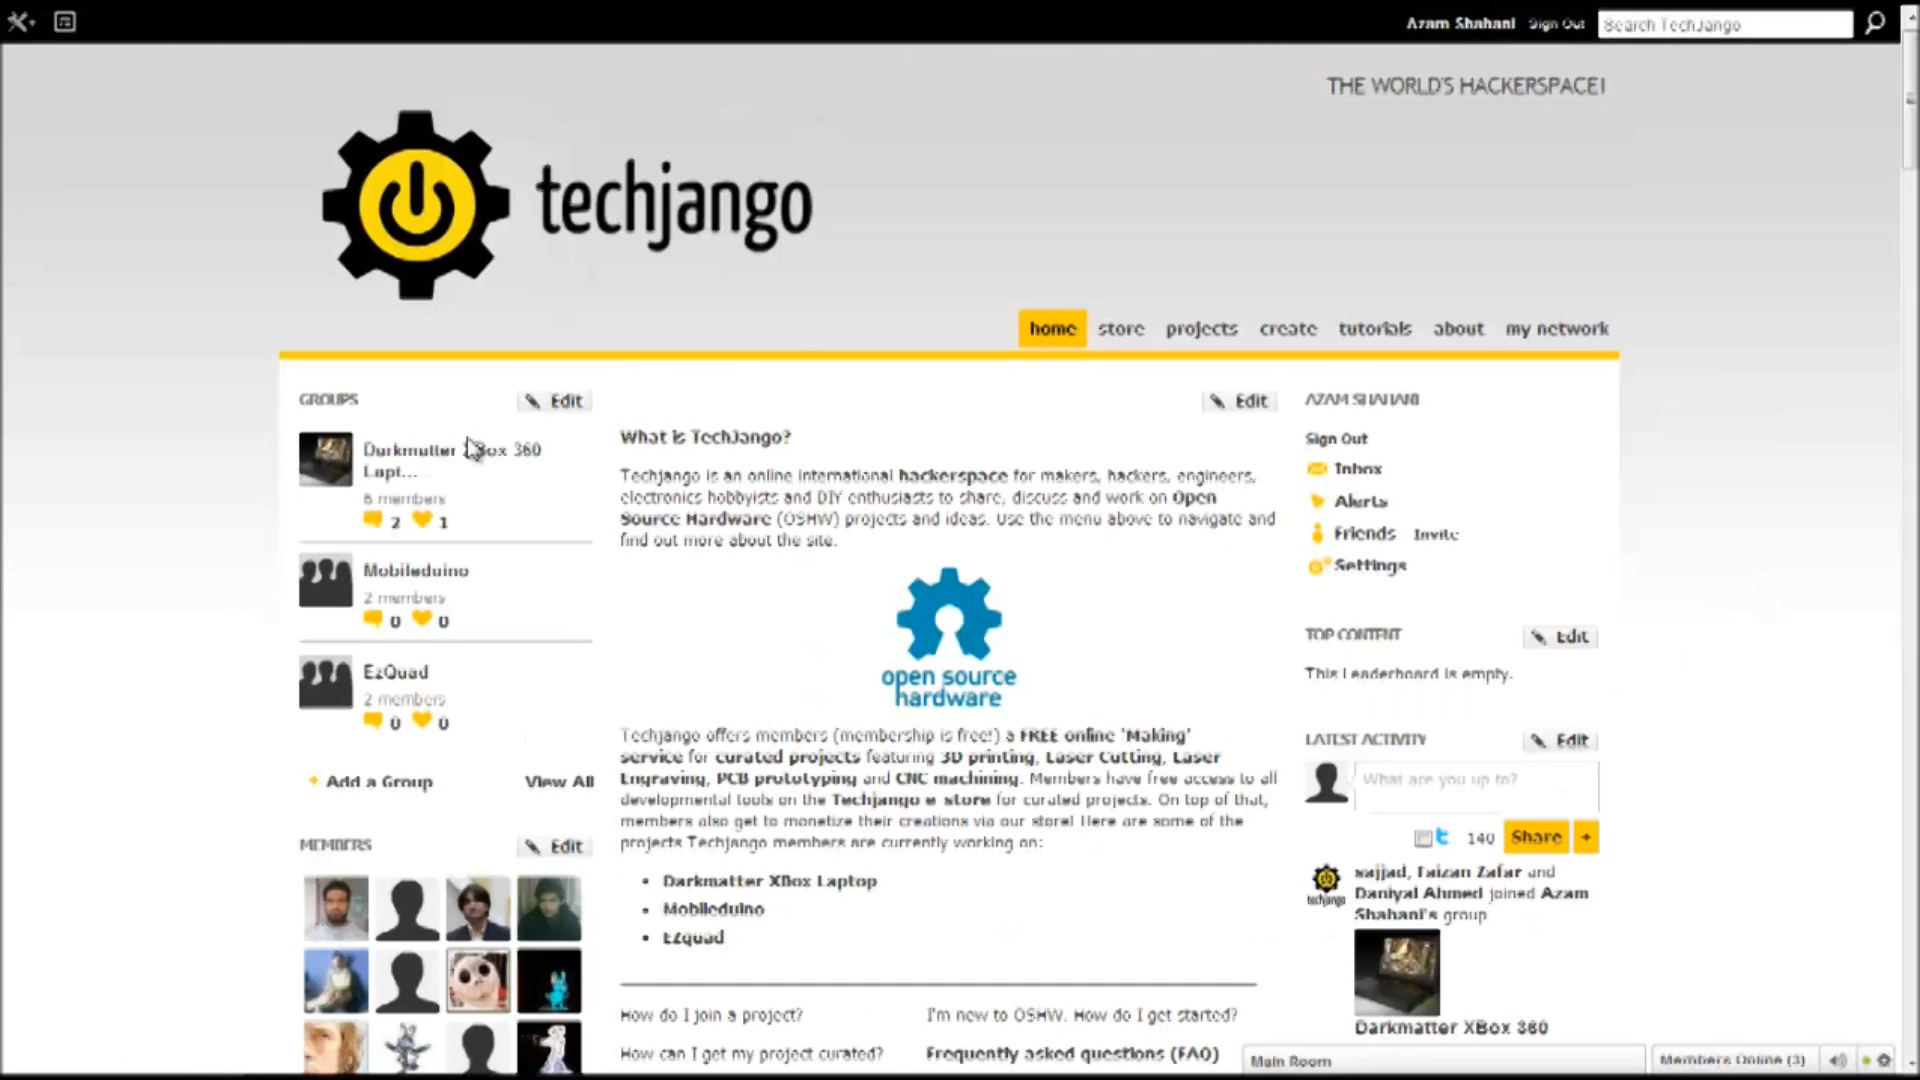 Azam Shahani Sign Out Search TechJango
THE WORLD'S HACKERSPACE!
techjango
home store projects create tutorials about my network
GROUPS
Edit
Darkmatter XBox 360
Lapt...
6 members
2 1
Mobileduino
2 members
0 0
EzQuad
2 members
0 0
Add a Group View All
MEMBERS
Edit
Edit
What is TechJango?
Techjango is an online international hackerspace for makers, hackers, engineers,
electronics hobbyists and DIY enthusiasts to share, discuss and work on Open
Source Hardware (OSHW) projects and ideas. Use the menu above to navigate and
find out more about the site.
open source
hardware
Techjango offers members (membership is free!) a FREE online 'Making'
service for curated projects featuring 3D printing, Laser Cutting, Laser
Engraving, PCB prototyping and CNC machining. Members have free access to all
developmental tools on the Techjango e store for curated projects. On top of that,
members also get to monetize their creations via our store! Here are some of the
projects Techjango members are currently working on:
• Darkmatter XBox Laptop
• Mobileduino
• EZquad
How do I join a project? I'm new to OSHW. How do I get started?
How can I get my project curated? Frequently asked questions (FAQ)
AZAM SHAHANI
Sign Out
Inbox
Alerts
Friends Invite
Settings
TOP CONTENT
Edit
This Leaderboard is empty.
LATEST ACTIVITY
Edit
What are you up to?
140 Share +
techjango
sajjad, Faizan Zafar and
Daniyal Ahmed joined Azam
Shahani's group
Darkmatter XBox 360
Main Room Members Online (3)